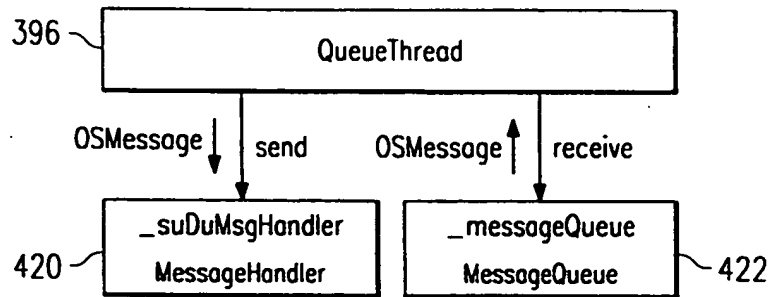 396
QueueThread
OSMessage send
OSMessage receive
_suDuMsgHandler
MessageHandler
_messageQueue
MessageQueue
420
422